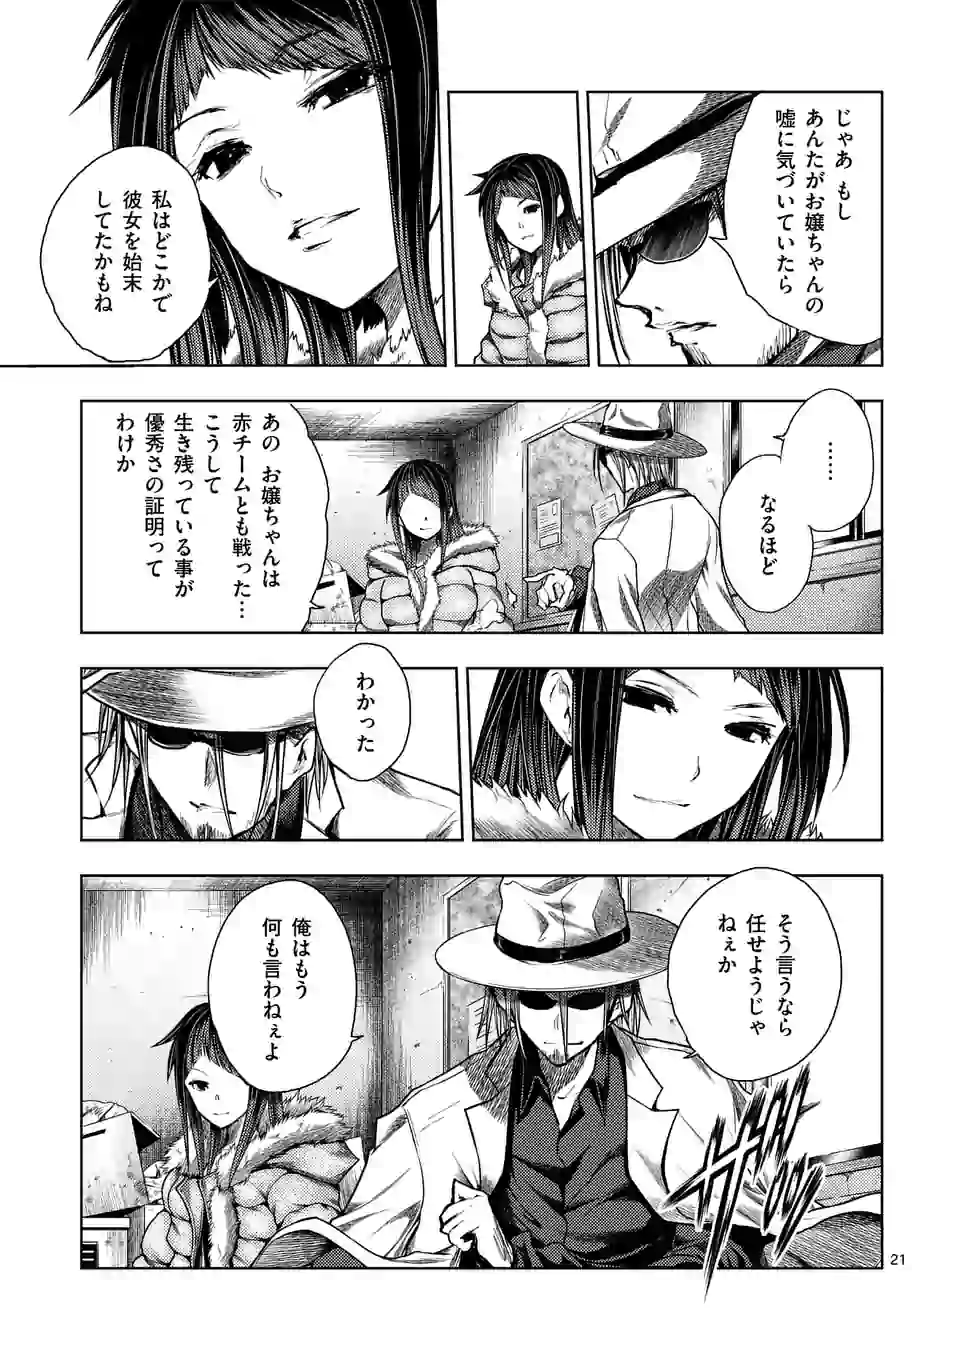 じゃあ もし
あんたがお嬢ちゃんの
嘘に気づいていたら
私はどこかで
彼女を始末
してたかもね
………
なるほど
あの お嬢ちゃんは
赤チームとも戦った…
こうして
生き残っている事が
優秀さの証明って
わけか
わかった
そう言うなら
任せようじゃ
ねぇか
俺はもう
何も言わねぇよ
21